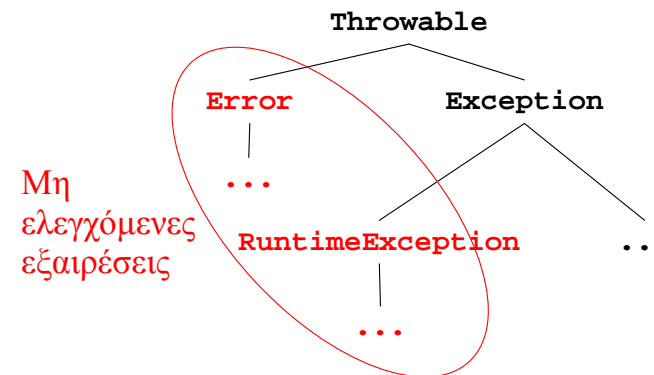 Throwable
Error
Exception
...
Μη
ελεγχόμενες
εξαιρέσεις
RuntimeException
..
...